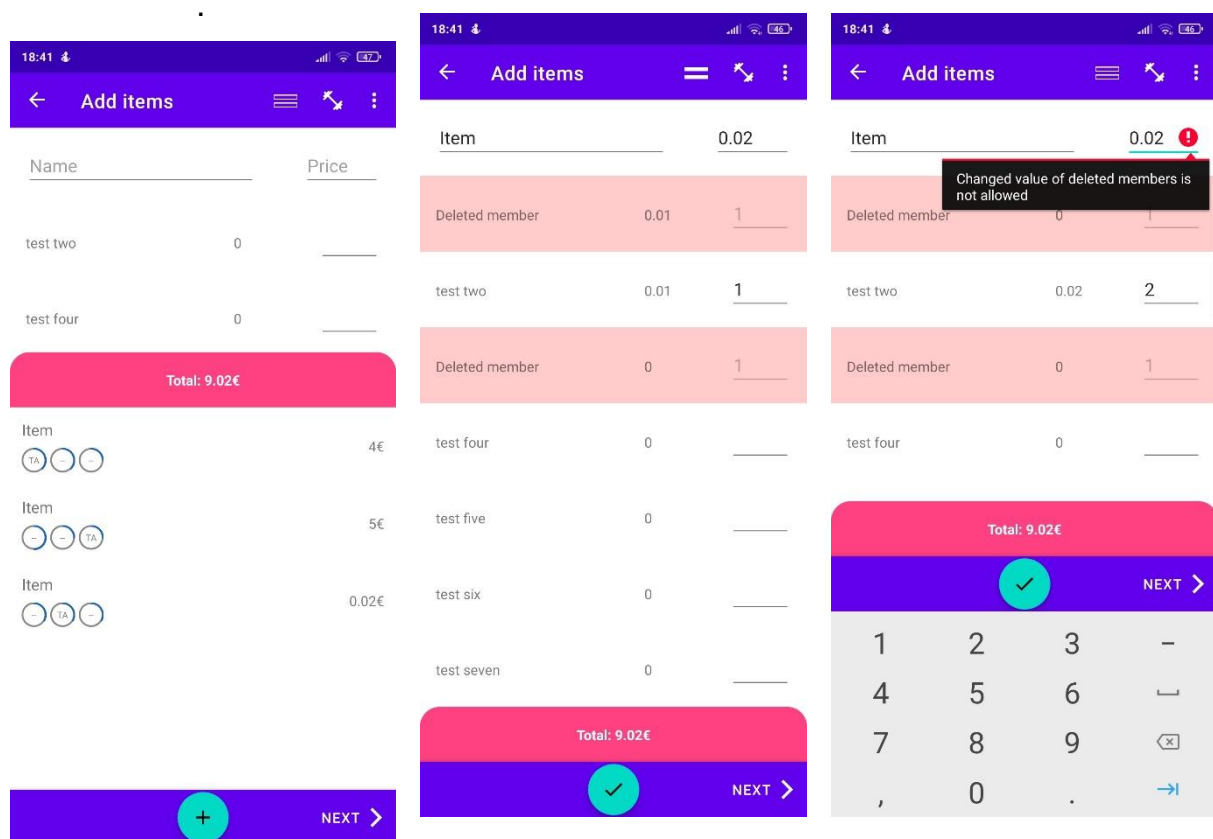 .
18:41
47
Add items
Name Price
test two 0
test four 0
Total: 9.02€
Item
4€
TA - -
Item
5€
- - TA
Item
0.02€
- TA -
+
NEXT
18:41
46
Add items
Item 0.02
Deleted member 0.01 1
test two 0.01 1
Deleted member 0 1
test four 0
test five 0
test six 0
test seven 0
Total: 9.02€
NEXT
18:41
46
Add items
Item 0.02 !
Changed value of deleted members is
not allowed
Deleted member 0 1
test two 0.02 2
Deleted member 0 1
test four 0
Total: 9.02€
NEXT
1 2 3 -
4 5 6
7 8 9
, 0 .